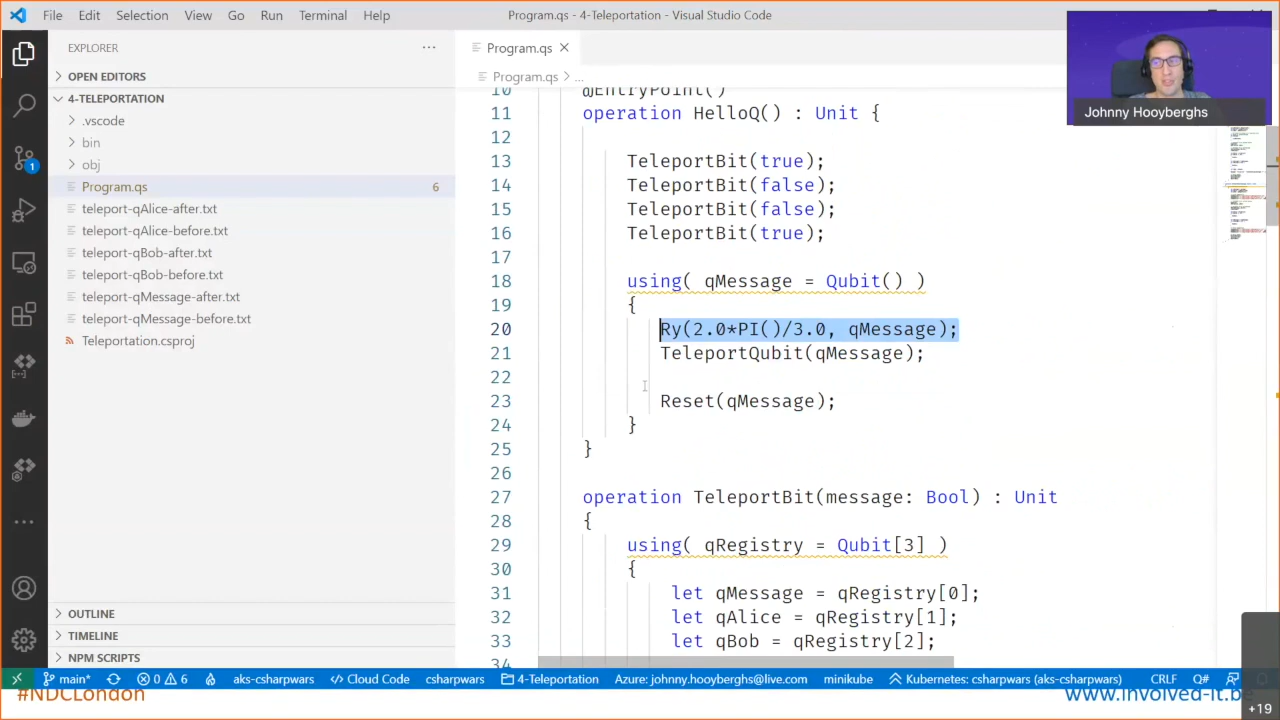 File Edit Selection View Go Run Terminal Help
Program.qs - 4-Teleportation - Visual Studio Code
EXPLORER
OPEN EDITORS
4-TELEPORTATION
.vscode
bin
obj
Program.qs 6
teleport-qAlice-after.txt
teleport-qAlice-before.txt
teleport-qBob-after.txt
teleport-qBob-before.txt
teleport-qMessage-after.txt
teleport-qMessage-before.txt
Teleportation.csproj
OUTLINE
TIMELINE
NPM SCRIPTS
1
Program.qs
Program.qs > ...
10 @EntryPoint()
11 operation HelloQ() : Unit {
12
13 TeleportBit(true);
14 TeleportBit(false);
15 TeleportBit(false);
16 TeleportBit(true);
17
18 using( qMessage = Qubit() )
19 {
20 Ry(2.0*PI()/3.0, qMessage);
21 TeleportQubit(qMessage);
22
23 Reset(qMessage);
24 }
25 }
26
27 operation TeleportBit(message: Bool) : Unit
28 {
29 using( qRegistry = Qubit[3] )
30 {
31 let qMessage = qRegistry[0];
32 let qAlice = qRegistry[1];
33 let qBob = qRegistry[2];
34
Johnny Hooyberghs
main* 0 6 aks-csharpwars Cloud Code csharpwars 4-Teleportation Azure: johnny.hooyberghs@live.com minikube Kubernetes: csharpwars (aks-csharpwars) CRLF Q#
#NDCLondon
www.involved-it.be
+19